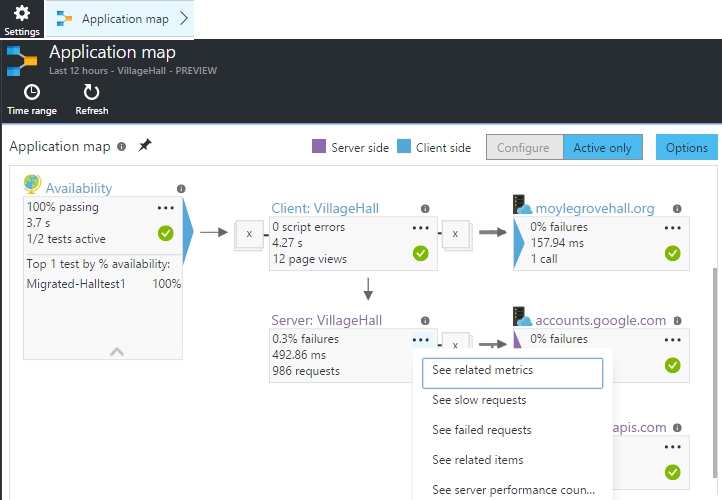 Settings
Application map
Application map
Last 12 hours - VillageHall - PREVIEW
Time range
Refresh
Application map
Server side
Client side
Configure
Active only
Options
Availability
100% passing
3.7 s
1/2 tests active
Top 1 test by % availability:
Migrated-Halltest1 100%
x
Client: VillageHall
0 script errors
4.27 s
12 page views
x
moylegrovehall.org
0% failures
157.94 ms
1 call
Server: VillageHall
0.3% failures
492.86 ms
986 requests
x
accounts.google.com
0% failures
See related metrics
See slow requests
See failed requests
See related items
See server performance coun...
apis.com